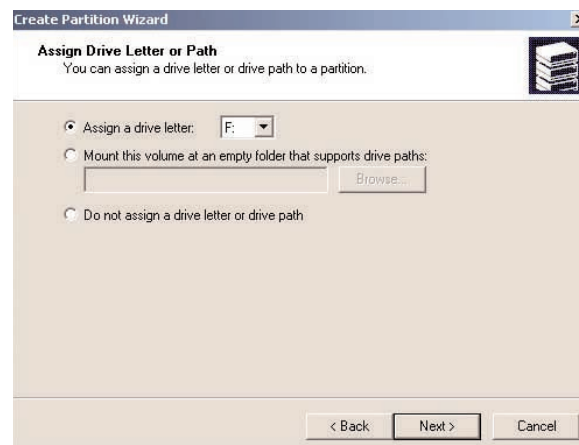 Create Partition Wizard
Assign Drive Letter or Path
You can assign a drive letter or drive path to a partition.
Assign a drive letter: F:
Mount this volume at an empty folder that supports drive paths:
Browse...
Do not assign a drive letter or drive path
< Back Next > Cancel